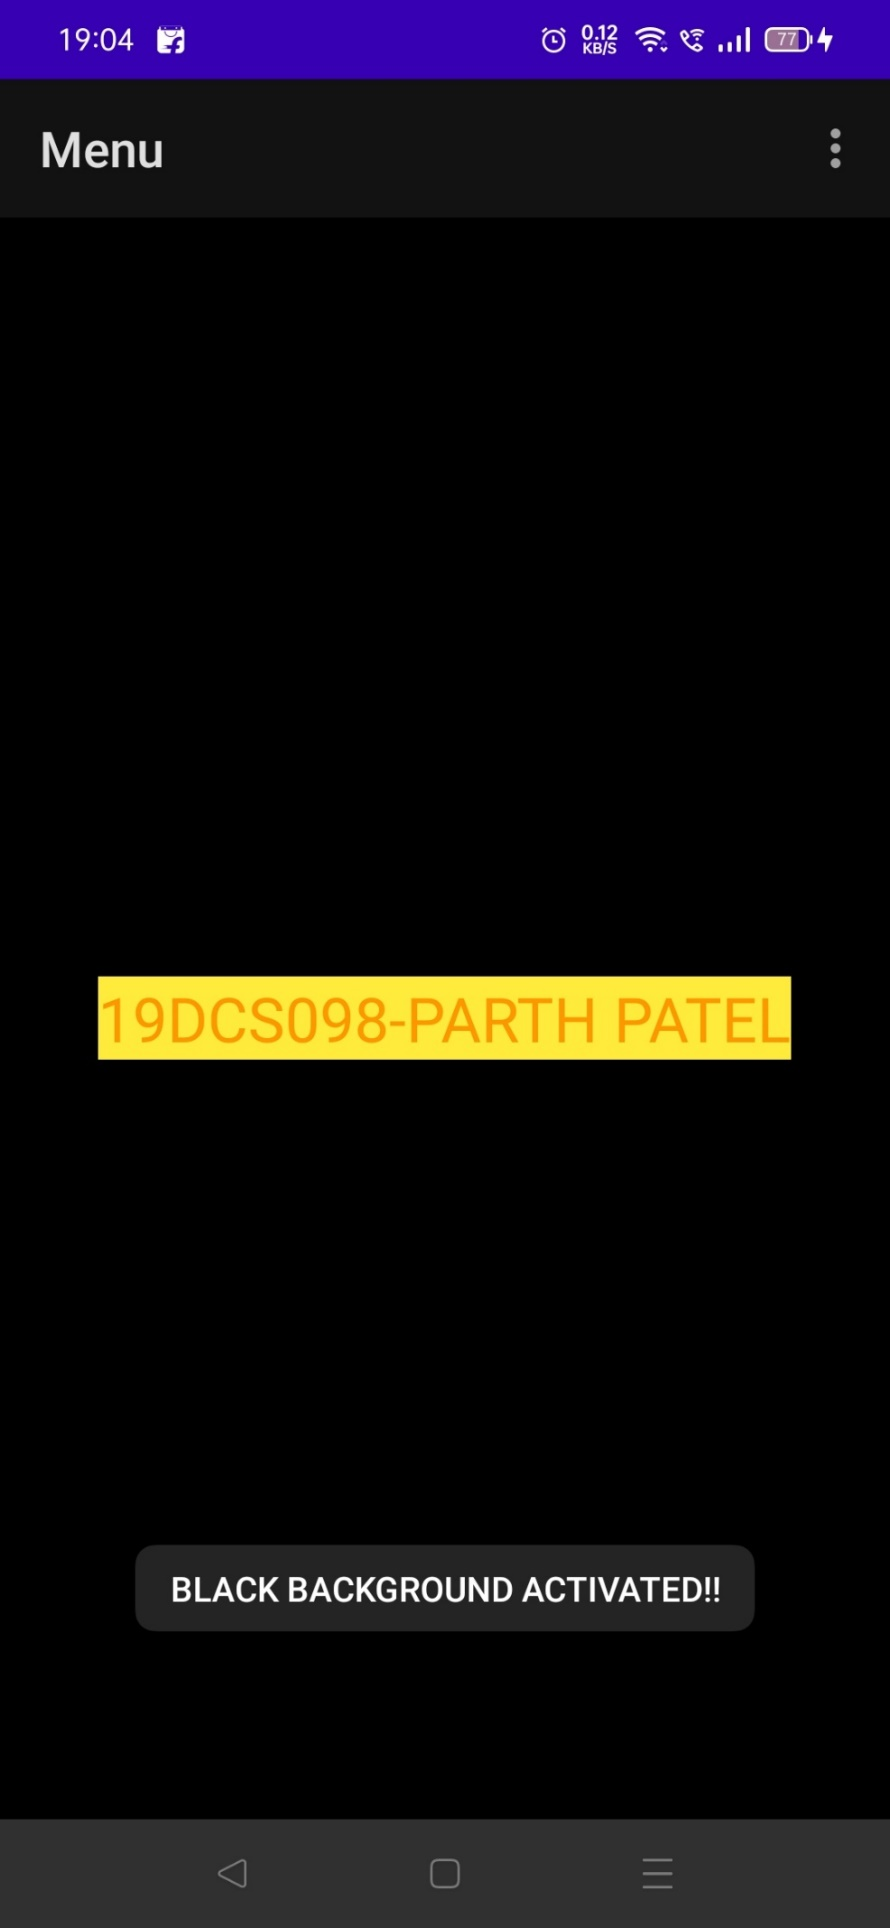 19:04
0.12
KB/S
77
Menu
19DCS098-PARTH PATEL
BLACK BACKGROUND ACTIVATED!!